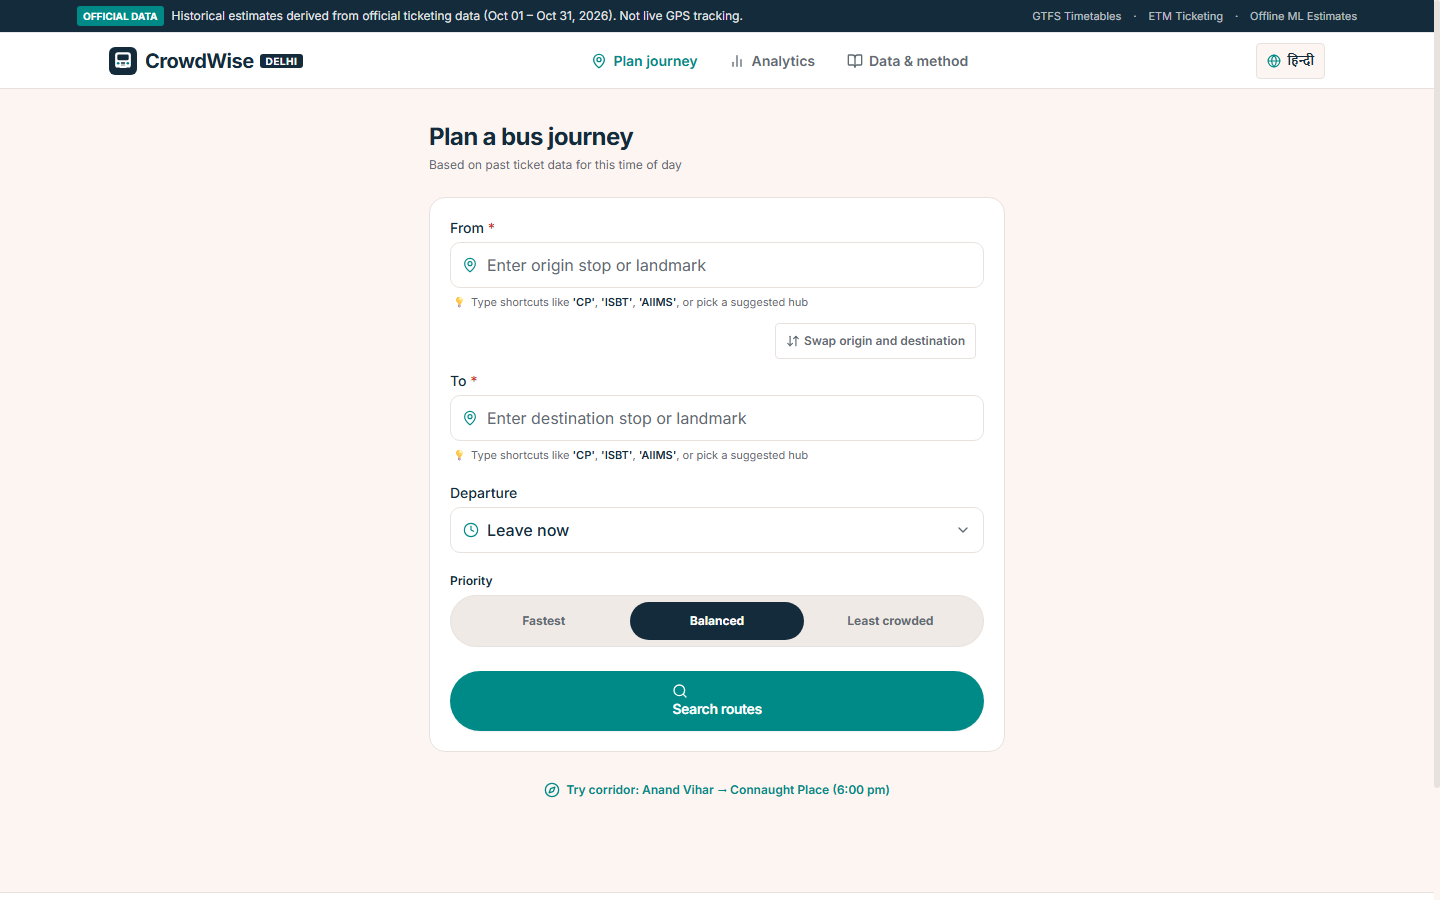 OFFICIAL DATA Historical estimates derived from official ticketing data (Oct 01 – Oct 31, 2026). Not live GPS tracking. GTFS Timetables · ETM Ticketing · Offline ML Estimates
CrowdWise DELHI Plan journey Analytics Data & method हिन्दी
Plan a bus journey
Based on past ticket data for this time of day
From *
Enter origin stop or landmark
Type shortcuts like 'CP', 'ISBT', 'AIIMS', or pick a suggested hub
Swap origin and destination
To *
Enter destination stop or landmark
Type shortcuts like 'CP', 'ISBT', 'AIIMS', or pick a suggested hub
Departure
Leave now
Priority
Fastest Balanced Least crowded
Search routes
Try corridor: Anand Vihar → Connaught Place (6:00 pm)